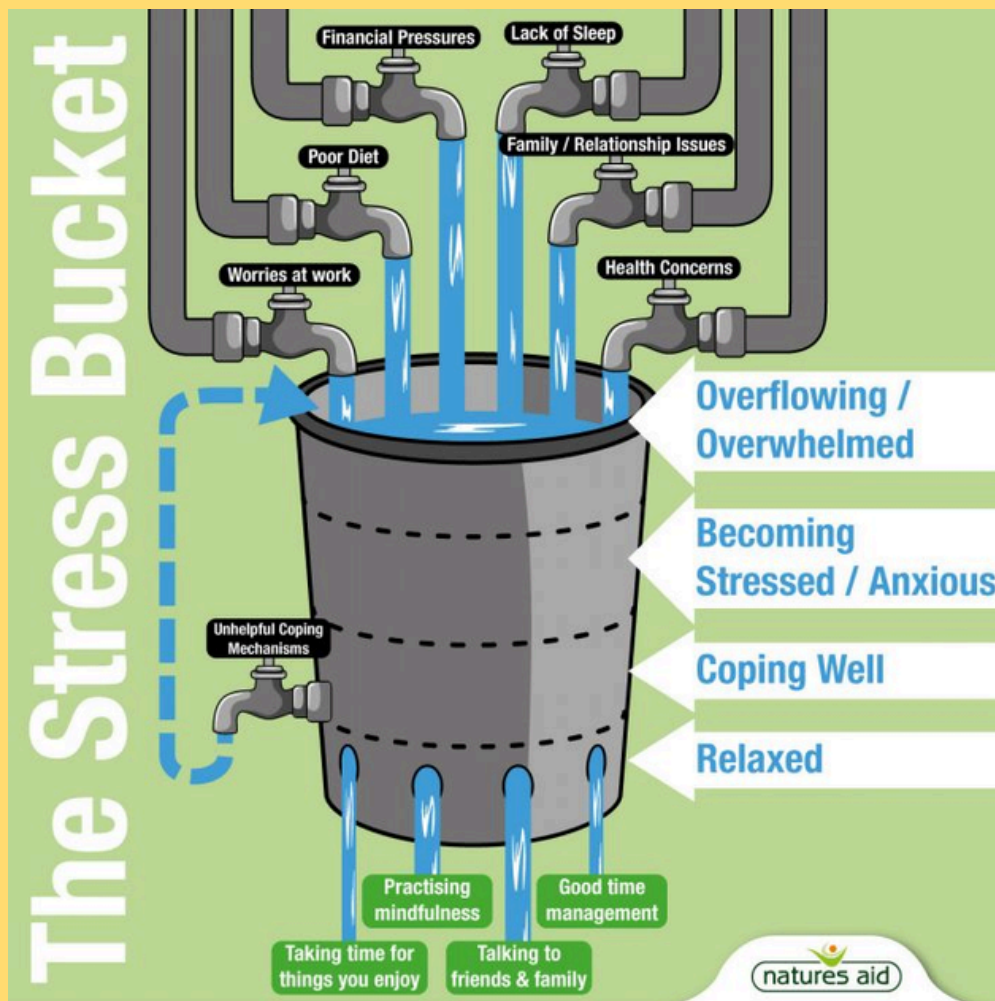 The Stress Bucket
Financial Pressures
Lack of Sleep
Poor Diet
Family / Relationship Issues
Worries at work
Health Concerns
Overflowing /
Overwhelmed
Becoming
Stressed / Anxious
Unhelpful Coping
Mechanisms
Coping Well
Relaxed
Practising
mindfulness
Good time
management
Taking time for
things you enjoy
Talking to
friends & family
natures aid